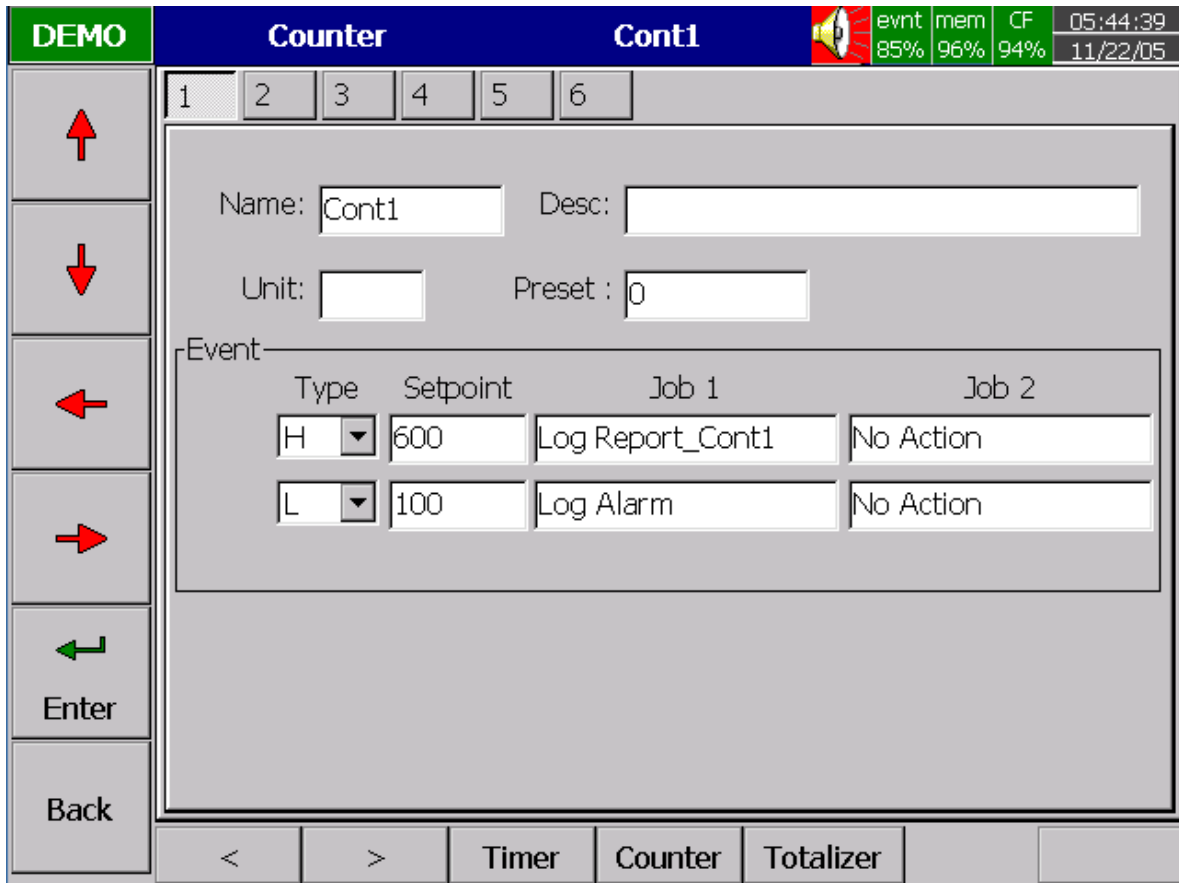 DEMO Counter Cont1 evnt mem CF 05:44:39
85% 96% 94% 11/22/05
1 2 3 4 5 6
Name: Cont1 Desc:
Unit: Preset : 0
Event
Type Setpoint Job 1 Job 2
H 600 Log Report_Cont1 No Action
L 100 Log Alarm No Action
Enter
Back
< > Timer Counter Totalizer